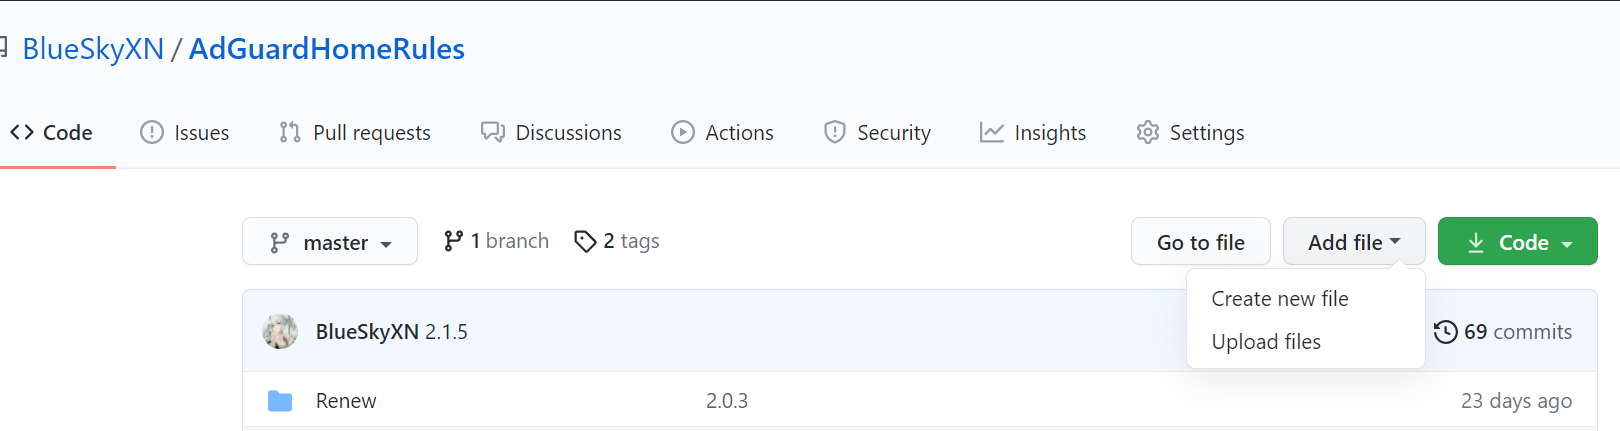 BlueSkyXN / AdGuardHomeRules
Code Issues Pull requests Discussions Actions Security Insights Settings
master 1 branch 2 tags Go to file Add file Code
Create new file
Upload files
BlueSkyXN 2.1.5 69 commits
Renew 2.0.3 23 days ago